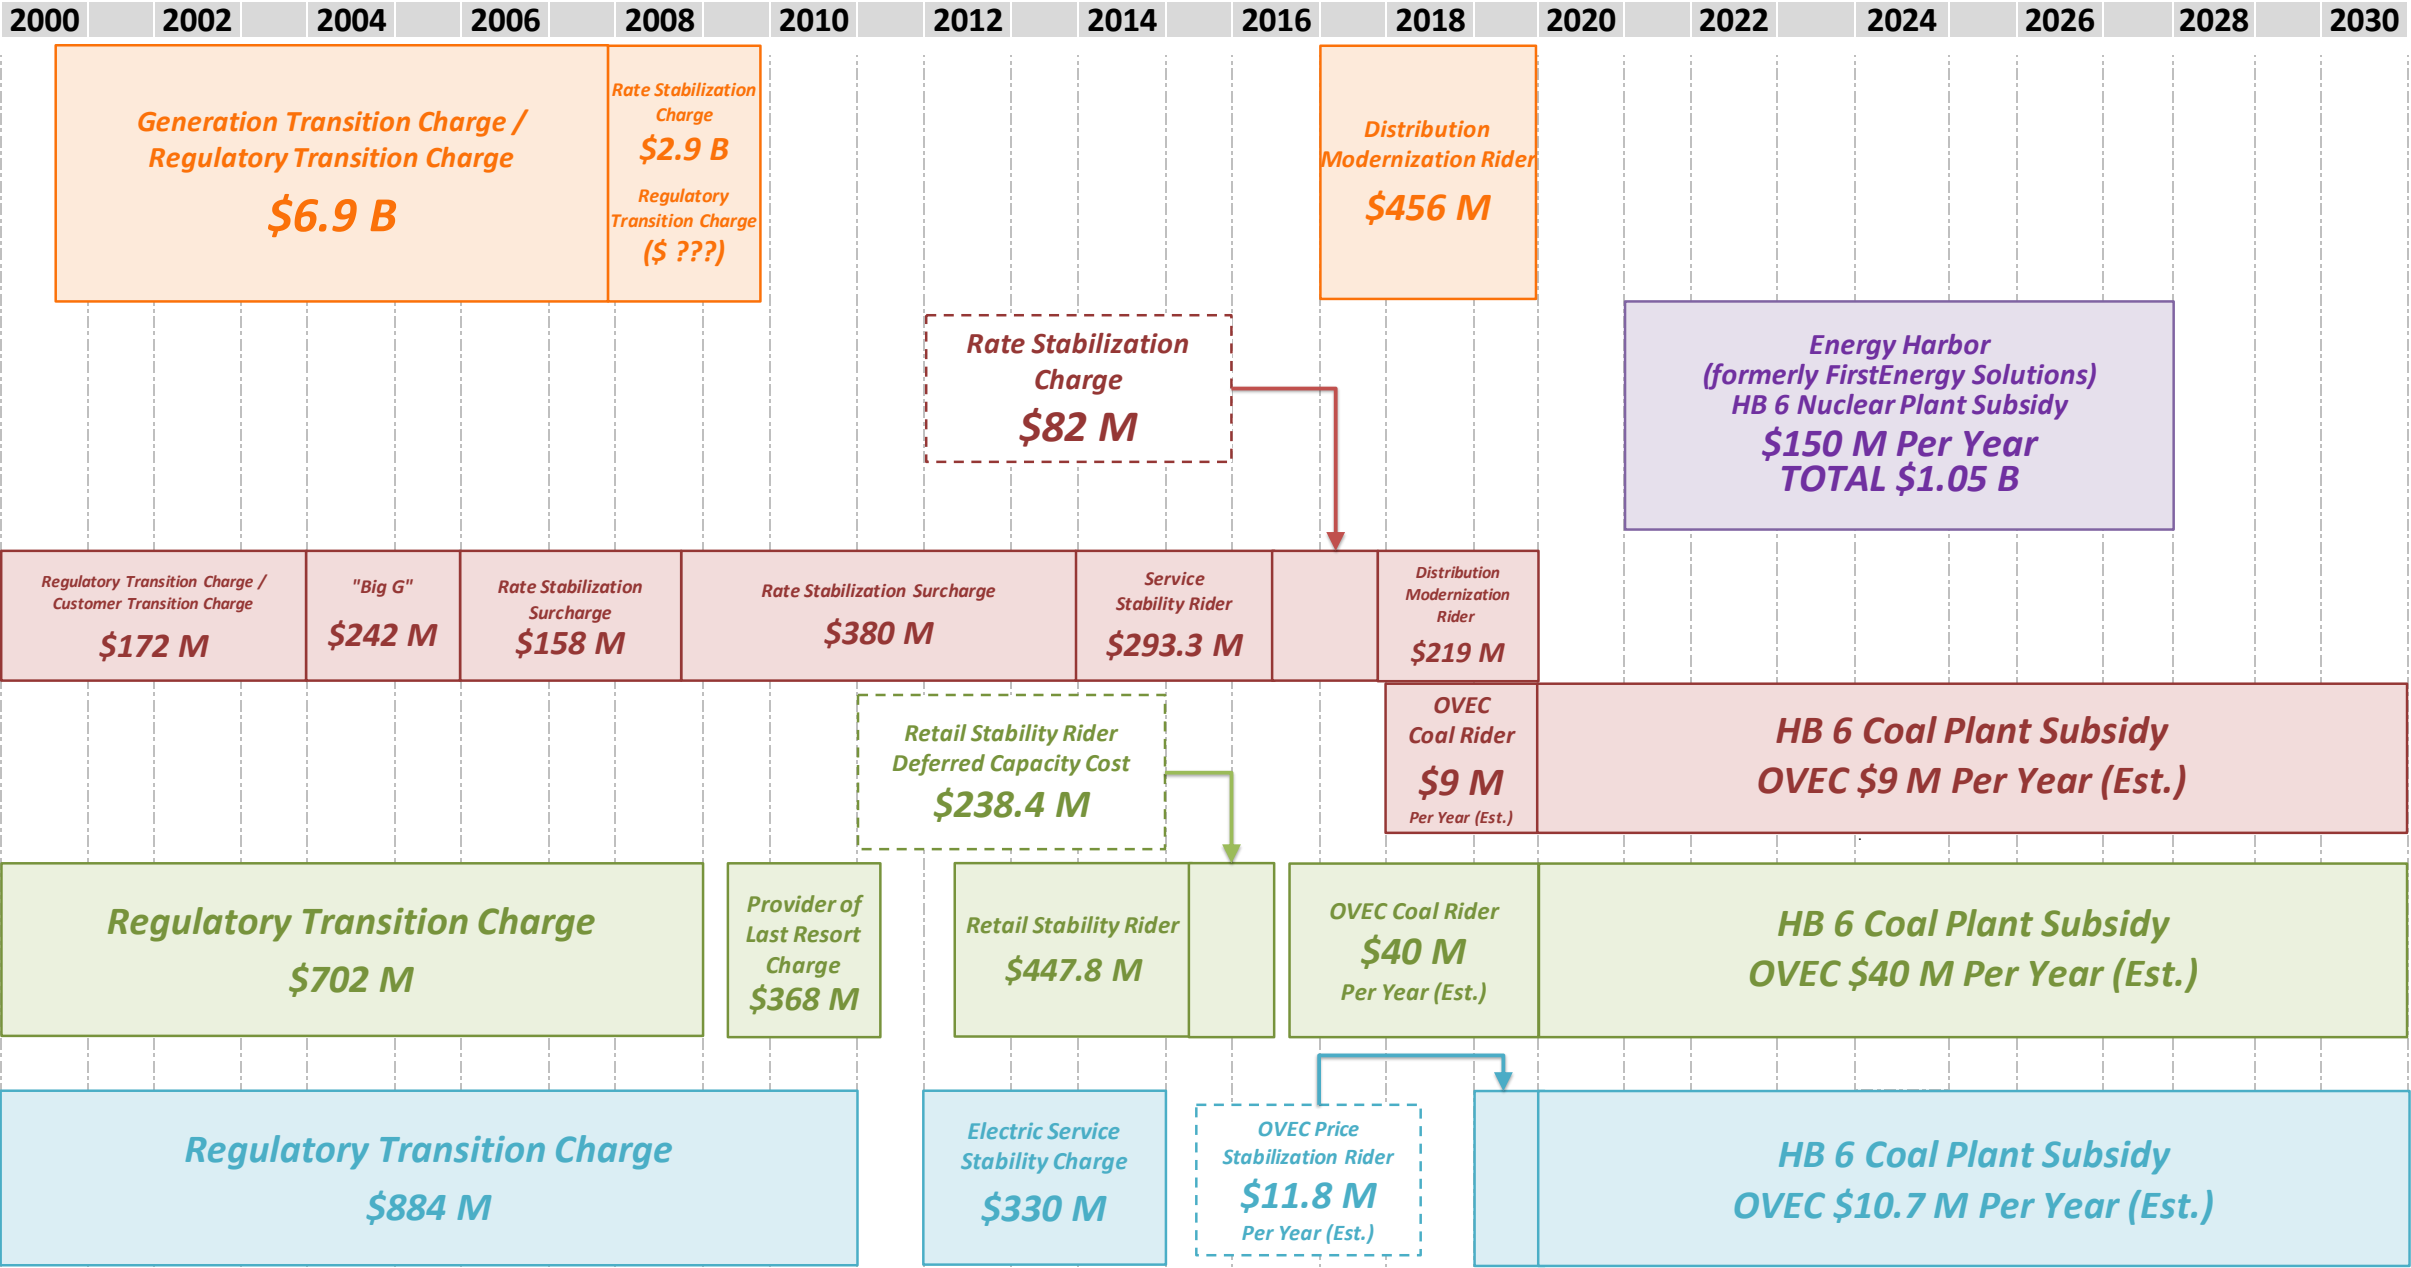 2000 2002 2004 2006 2008 2010 2012 2014 2016 2018 2020 2022 2024 2026 2028 2030
Generation Transition Charge /
Regulatory Transition Charge
$6.9 B
Rate Stabilization
Charge
$2.9 B
Regulatory
Transition Charge
($ ???)
Distribution
Modernization Rider
$456 M
Rate Stabilization
Charge
$82 M
Energy Harbor
(formerly FirstEnergy Solutions)
HB 6 Nuclear Plant Subsidy
$150 M Per Year
TOTAL $1.05 B
Regulatory Transition Charge /
Customer Transition Charge
$172 M
"Big G"
$242 M
Rate Stabilization
Surcharge
$158 M
Rate Stabilization Surcharge
$380 M
Service
Stability Rider
$293.3 M
Distribution
Modernization
Rider
$219 M
OVEC
Coal Rider
$9 M
Per Year (Est.)
HB 6 Coal Plant Subsidy
OVEC $9 M Per Year (Est.)
Retail Stability Rider
Deferred Capacity Cost
$238.4 M
Regulatory Transition Charge
$702 M
Provider of
Last Resort
Charge
$368 M
Retail Stability Rider
$447.8 M
OVEC Coal Rider
$40 M
Per Year (Est.)
HB 6 Coal Plant Subsidy
OVEC $40 M Per Year (Est.)
Regulatory Transition Charge
$884 M
Electric Service
Stability Charge
$330 M
OVEC Price
Stabilization Rider
$11.8 M
Per Year (Est.)
HB 6 Coal Plant Subsidy
OVEC $10.7 M Per Year (Est.)